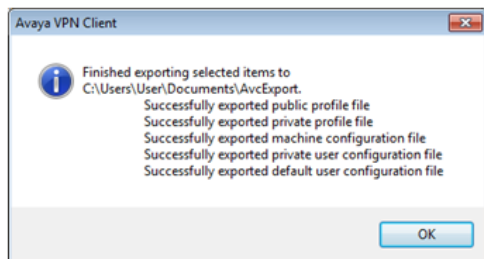 Avaya VPN Client
Finished exporting selected items to
C:\Users\User\Documents\AvcExport.
Successfully exported public profile file
Successfully exported private profile file
Successfully exported machine configuration file
Successfully exported private user configuration file
Successfully exported default user configuration file
OK